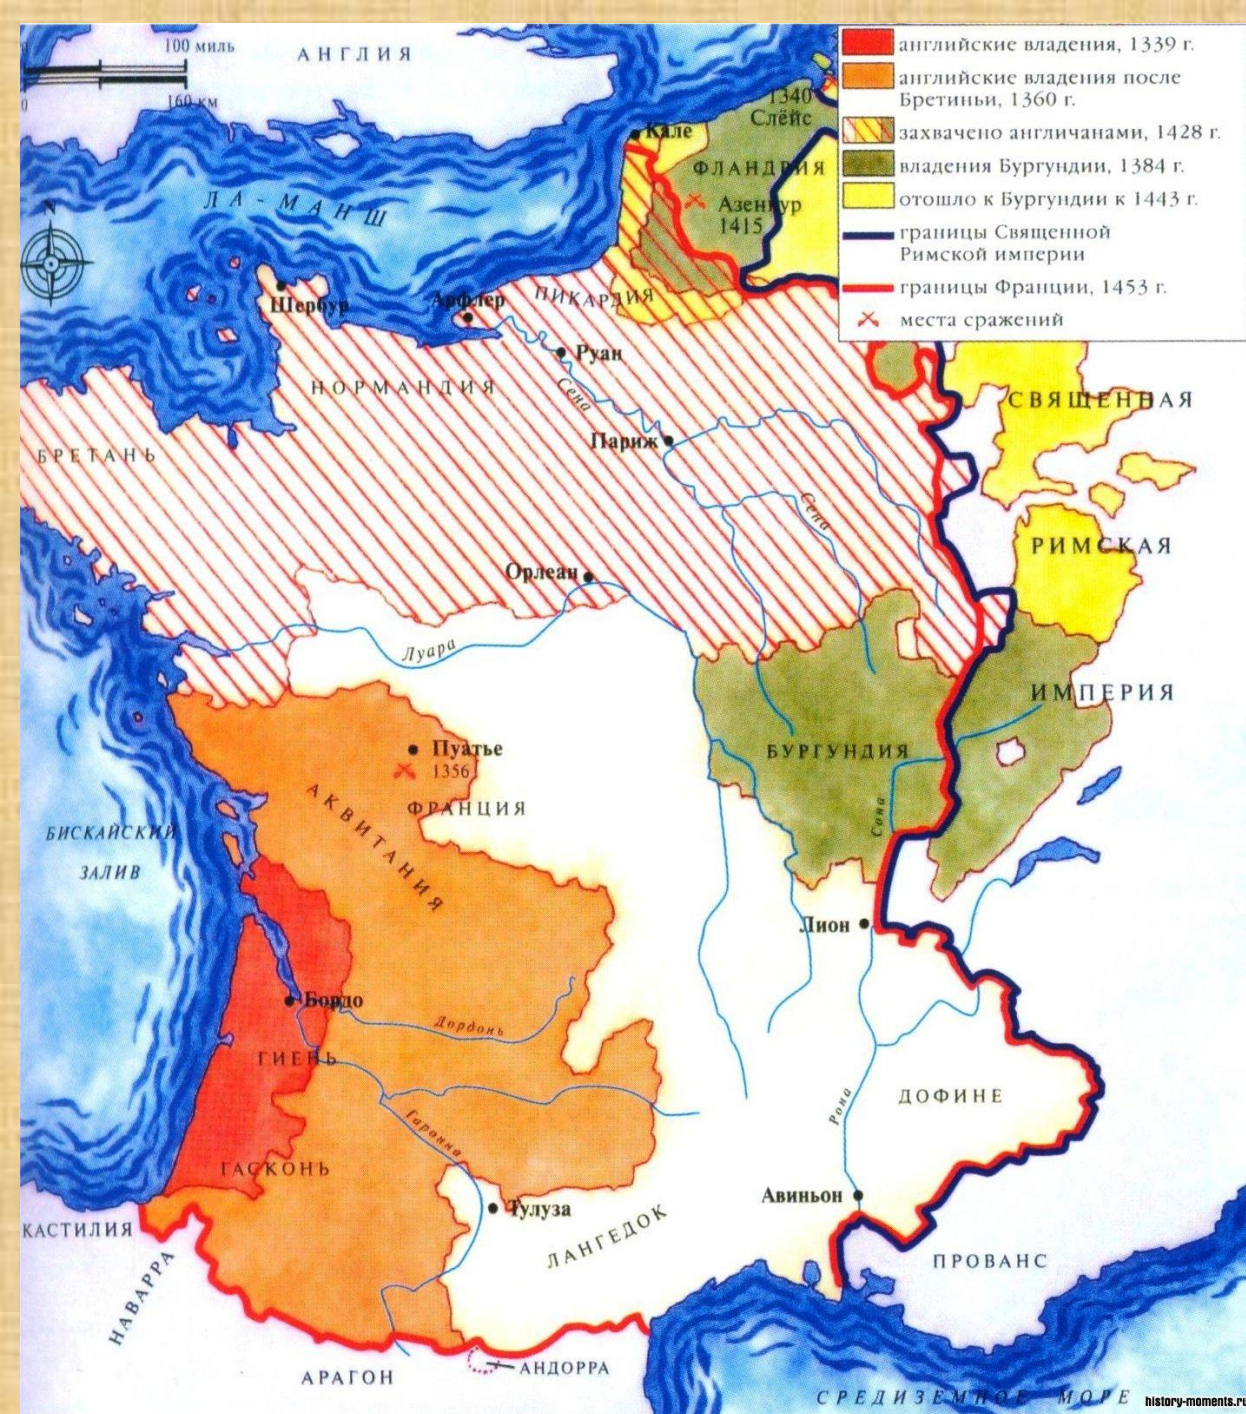 100 миль
160 км
0
АНГЛИЯ
английские владения, 1339 г.
английские владения после
Бретиньи, 1360 г.
захвачено англичанами, 1428 г.
владения Бургундии, 1384 г.
отошло к Бургундии к 1443 г.
границы Священной
Римской империи
границы Франции, 1453 г.
места сражений
1340
Слёйс
Кале
ФЛАНДРИЯ
Азенкур
1415
ЛА-МАНШ
N
Шербур
Арфлер
ПИКАРДИЯ
Руан
НОРМАНДИЯ
Сена
СВЯЩЕННАЯ
Париж
БРЕТАНЬ
Сена
РИМСКАЯ
Орлеан
Луара
ИМПЕРИЯ
Пуатье
1356
БУРГУНДИЯ
ФРАНЦИЯ
АКВИТАНИЯ
Сона
БИСКАЙСКИЙ
ЗАЛИВ
Лион
Бордо
Дордонь
ГИЕНЬ
ДОФИНЕ
Рона
Гаронна
ГАСКОНЬ
Авиньон
Тулуза
ЛАНГЕДОК
КАСТИЛИЯ
НАВАРРА
ПРОВАНС
АРАГОН
АНДОРРА
СРЕДИЗЕМНОЕ МОРЕ
history-moments.ru